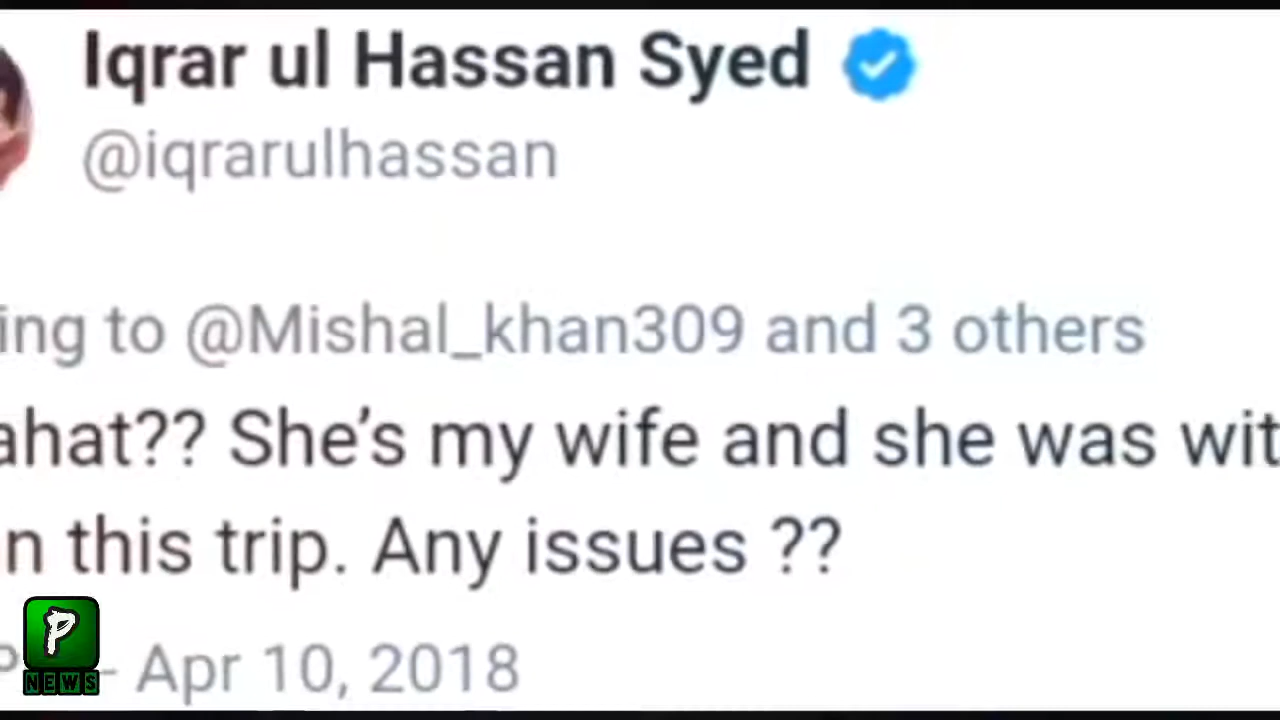 Iqrar ul Hassan Syed
@iqrarulhassan
ing to @Mishal_khan309 and 3 others
ahat?? She's my wife and she was wit
n this trip. Any issues ??
- Apr 10, 2018
P
NEWS